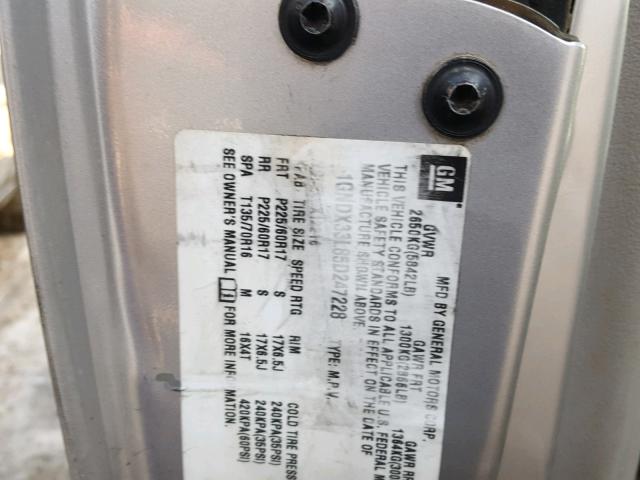 GM
MFD BY GENERAL MOTORS CORP.
GVWR GAWR FRT GAWR RR
2650KG(5842LB) 1300KG(2866LB) 1364KG(300
THIS VEHICLE CONFORMS TO ALL APPLICABLE U.S. FEDERAL M
VEHICLE SAFETY STANDARDS IN EFFECT ON THE DATE OF
MANUFACTURE SHOWN ABOVE.
TYPE: M.P.V.
TIRE SIZE SPEED RTG RIM COLD TIRE PRESS
FRT P225/60R17 S 17X6.5J 240KPA(35PSI)
RR P225/60R17 S 17X6.5J 240KPA(35PSI)
SPA T135/70R16 M 16X4T 420KPA(60PSI)
SEE OWNER'S MANUAL FOR MORE INFORMATION.